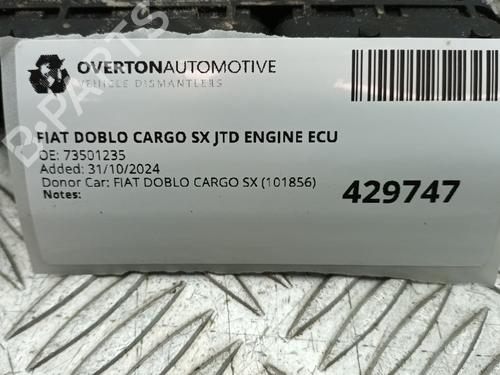 OVERTONAUTOMOTIVE
VEHICLE DISMANTLERS
FIAT DOBLO CARGO SX JTD ENGINE ECU
OE: 73501235
Added: 31/10/2024
Donor Car: FIAT DOBLO CARGO SX (101856)
Notes:
429747
B-PARTS